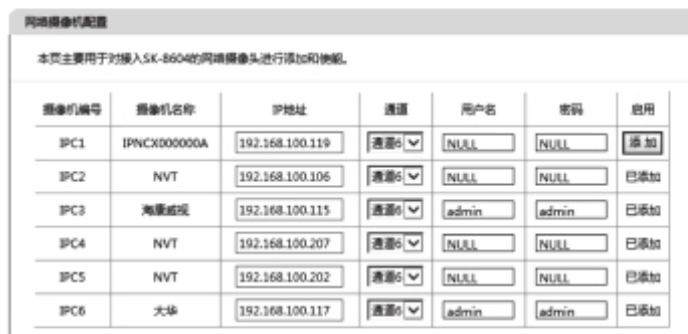 网络摄像机配置
本页主要用于对接入SK-8604的网络摄像头进行添加和使能。
摄像机编号 摄像机名称 IP地址 通道 用户名 密码 启用
IPC1 IPNCX000000A 192.168.100.119 通道6 NULL NULL 添加
IPC2 NVT 192.168.100.106 通道6 NULL NULL 已添加
IPC3 海康威视 192.168.100.115 通道6 admin admin 已添加
IPC4 NVT 192.168.100.207 通道6 NULL NULL 已添加
IPC5 NVT 192.168.100.202 通道6 NULL NULL 已添加
IPC6 大华 192.168.100.117 通道6 admin admin 已添加